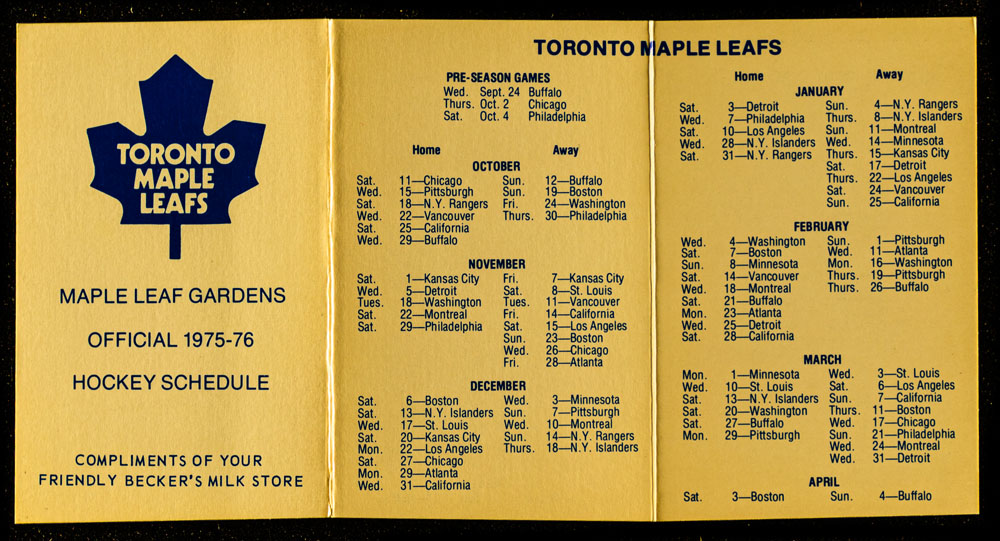 TORONTO
MAPLE
LEAFS
MAPLE LEAF GARDENS
OFFICIAL 1975-76
HOCKEY SCHEDULE
COMPLIMENTS OF YOUR
FRIENDLY BECKER'S MILK STORE
TORONTO MAPLE LEAFS
PRE-SEASON GAMES
Wed. Sept. 24 Buffalo
Thurs. Oct. 2 Chicago
Sat. Oct. 4 Philadelphia
Home Away
OCTOBER
Sat. 11—Chicago Sun. 12—Buffalo
Wed. 15—Pittsburgh Sun. 19—Boston
Sat. 18—N.Y. Rangers Fri. 24—Washington
Wed. 22—Vancouver Thurs. 30—Philadelphia
Sat. 25—California
Wed. 29—Buffalo
NOVEMBER
Sat. 1—Kansas City Fri. 7—Kansas City
Wed. 5—Detroit Sat. 8—St. Louis
Tues. 18—Washington Tues. 11—Vancouver
Sat. 22—Montreal Fri. 14—California
Sat. 29—Philadelphia Sat. 15—Los Angeles
Sun. 23—Boston
Wed. 26—Chicago
Fri. 28—Atlanta
DECEMBER
Sat. 6—Boston Wed. 3—Minnesota
Sat. 13—N.Y. Islanders Sun. 7—Pittsburgh
Wed. 17—St. Louis Wed. 10—Montreal
Sat. 20—Kansas City Sun. 14—N.Y. Rangers
Mon. 22—Los Angeles Thurs. 18—N.Y. Islanders
Sat. 27—Chicago
Mon. 29—Atlanta
Wed. 31—California
Home Away
JANUARY
Sat. 3—Detroit Sun. 4—N.Y. Rangers
Wed. 7—Philadelphia Thurs. 8—N.Y. Islanders
Sat. 10—Los Angeles Sun. 11—Montreal
Wed. 28—N.Y. Islanders Wed. 14—Minnesota
Sat. 31—N.Y. Rangers Thurs. 15—Kansas City
Sat. 17—Detroit
Thurs. 22—Los Angeles
Sat. 24—Vancouver
Sun. 25—California
FEBRUARY
Wed. 4—Washington Sun. 1—Pittsburgh
Sat. 7—Boston Wed. 11—Atlanta
Sun. 8—Minnesota Mon. 16—Washington
Sat. 14—Vancouver Thurs. 19—Pittsburgh
Wed. 18—Montreal Thurs. 26—Buffalo
Sat. 21—Buffalo
Mon. 23—Atlanta
Wed. 25—Detroit
Sat. 28—California
MARCH
Mon. 1—Minnesota Wed. 3—St. Louis
Wed. 10—St. Louis Sat. 6—Los Angeles
Sat. 13—N.Y. Islanders Sun. 7—California
Sat. 20—Washington Thurs. 11—Boston
Sat. 27—Buffalo Wed. 17—Chicago
Mon. 29—Pittsburgh Sun. 21—Philadelphia
Wed. 24—Montreal
Wed. 31—Detroit
APRIL
Sat. 3—Boston Sun. 4—Buffalo